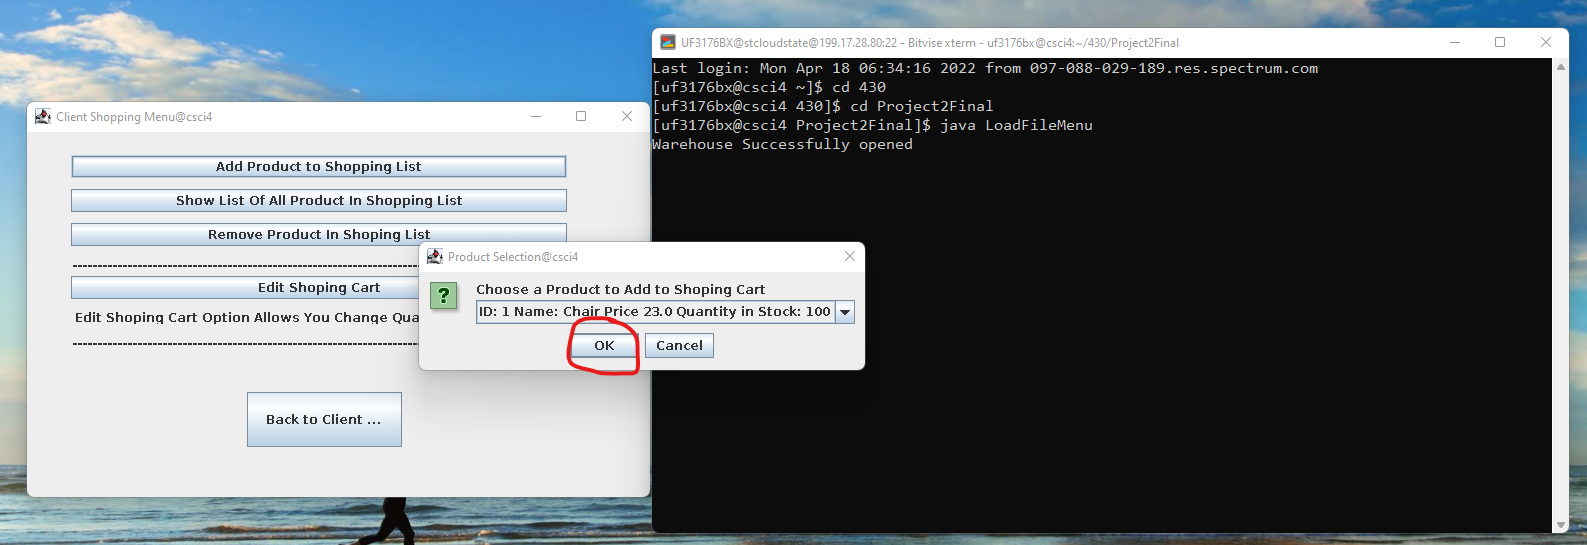 Client Shopping Menu@csci4
Add Product to Shopping List
Show List Of All Product In Shopping List
Remove Product In Shoping List
Edit Shoping Cart
Edit Shoping Cart Option Allows You Change Qua
Back to Client ...
Product Selection@csci4
?
Choose a Product to Add to Shoping Cart
ID: 1 Name: Chair Price 23.0 Quantity in Stock: 100
OK
Cancel
UF3176BX@stcloudstate@199.17.28.80:22 - Bitvise xterm - uf3176bx@csci4:~/430/Project2Final
Last login: Mon Apr 18 06:34:16 2022 from 097-088-029-189.res.spectrum.com
[uf3176bx@csci4 ~]$ cd 430
[uf3176bx@csci4 430]$ cd Project2Final
[uf3176bx@csci4 Project2Final]$ java LoadFileMenu
Warehouse Successfully opened